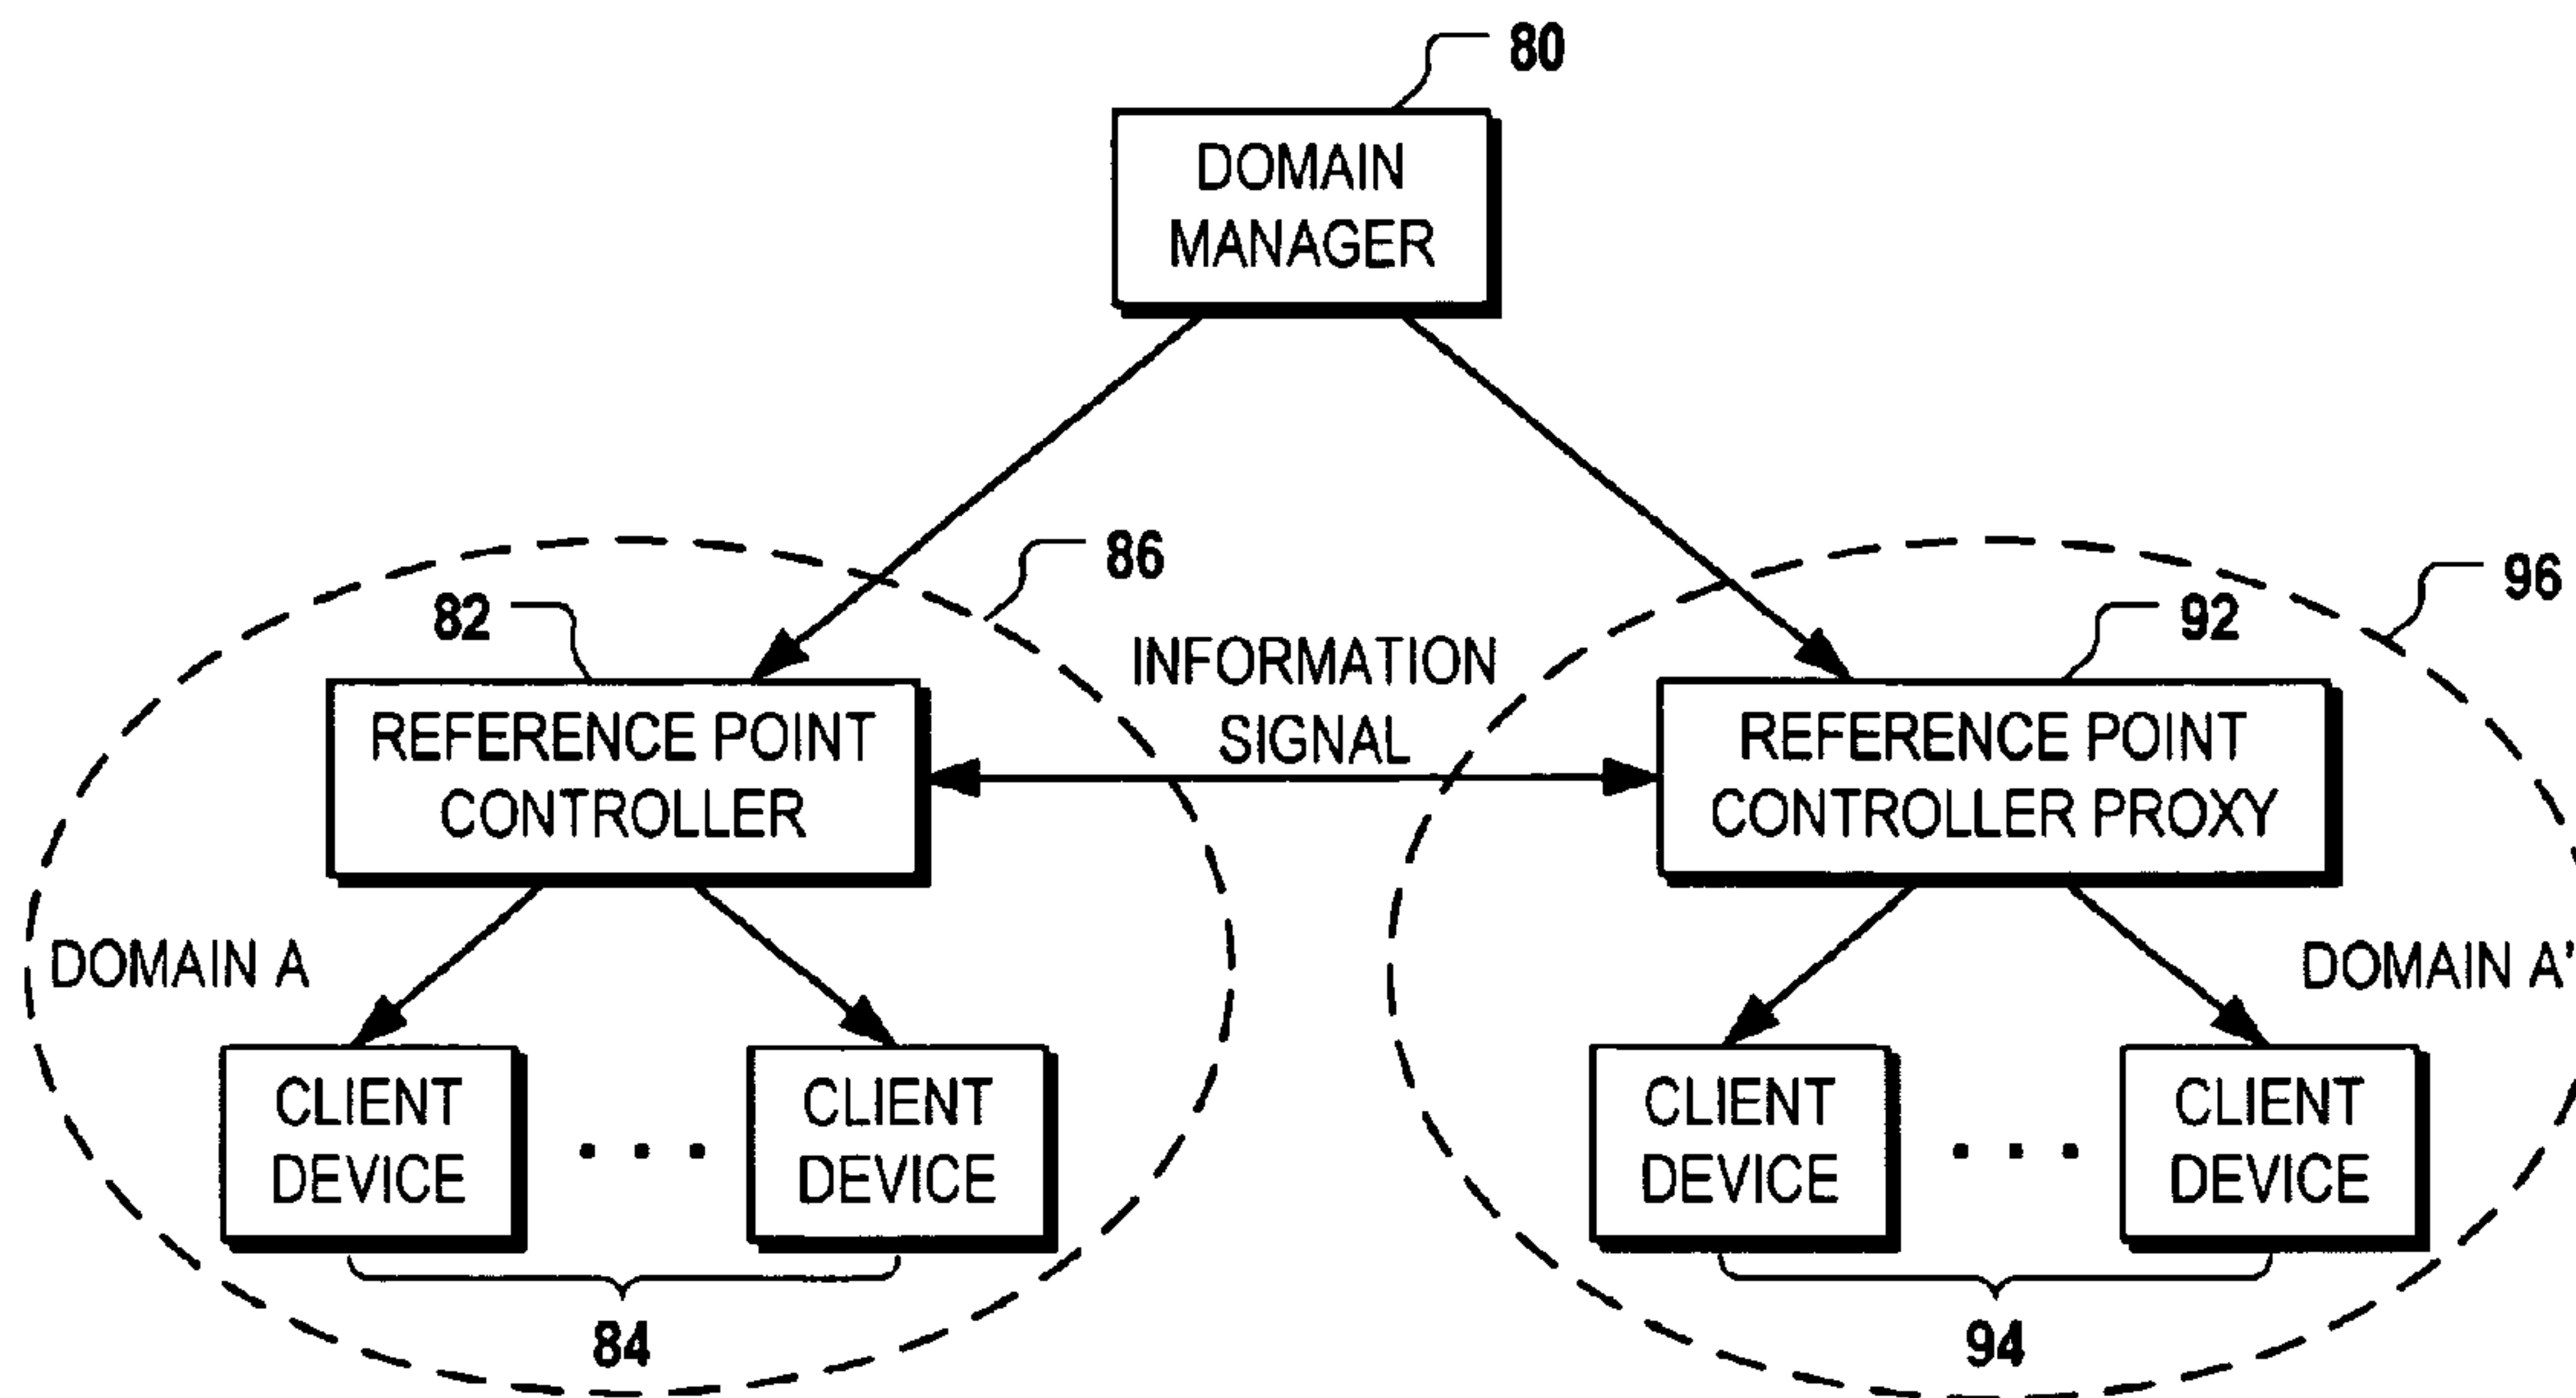 80
DOMAIN
MANAGER
86
96
82
92
INFORMATION
SIGNAL
REFERENCE POINT
CONTROLLER
REFERENCE POINT
CONTROLLER PROXY
DOMAIN A
DOMAIN A'
CLIENT
DEVICE
CLIENT
DEVICE
CLIENT
DEVICE
CLIENT
DEVICE
84
94